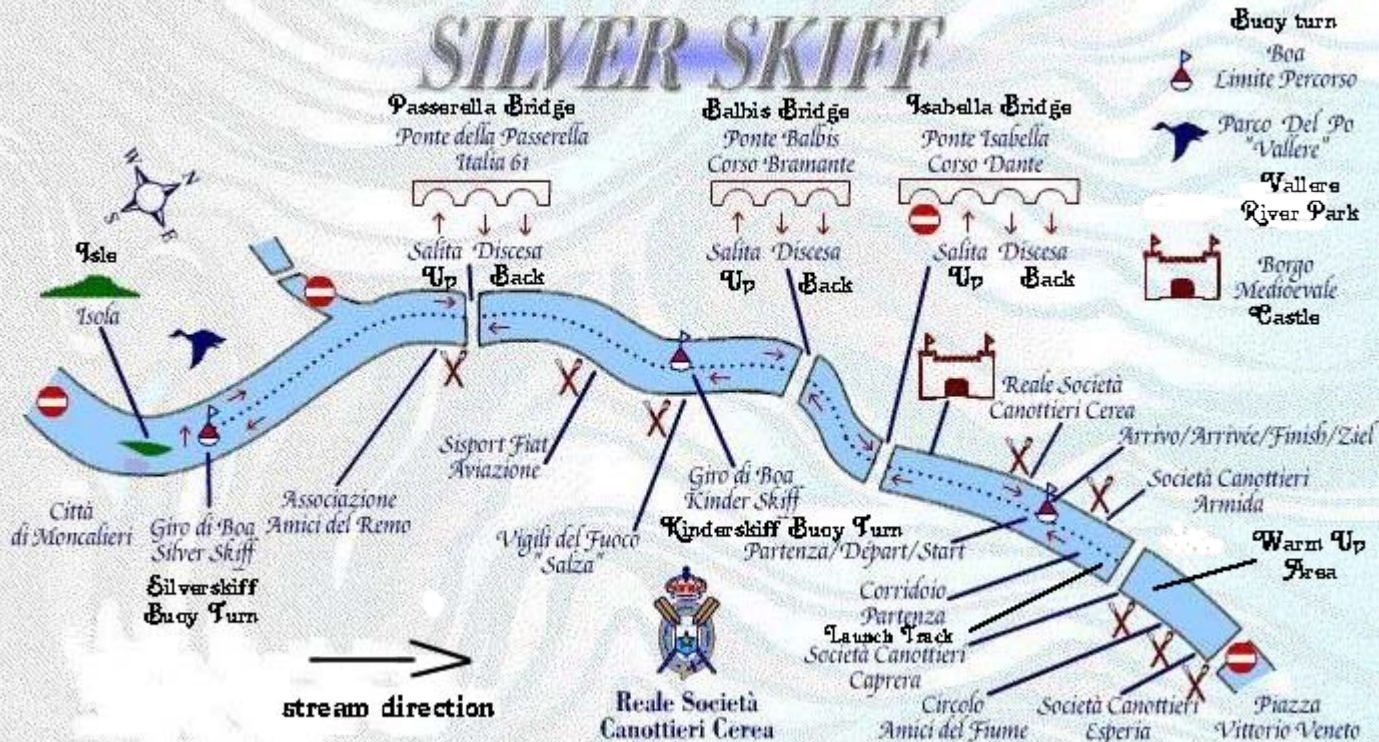 SILVER SKIFF
Buoy turn
Boa
Limite Percorso
Parco Del Po
"Vallere"
Vallere
River Park
Borgo
Medioevale
Castle
Passerella Bridge
Ponte della Passerella
Italia 61
Salita Discesa
Up Back
Balbis Bridge
Ponte Balbis
Corso Bramante
Salita Discesa
Up Back
Isabella Bridge
Ponte Isabella
Corso Dante
Salita Discesa
Up Back
W
N
S
E
Isle
Isola
Città
di Moncalieri
Giro di Boa
Silver Skiff
Silverskiff
Buoy Turn
Associazione
Amici del Remo
Sisport Fiat
Aviazione
Vigili del Fuoco
"Salza"
Giro di Boa
Kinder Skiff
Kinderskiff Buoy Turn
Partenza/Départ/Start
Reale Società
Canottieri Cerea
Arrivo/Arrivée/Finish/Ziel
Società Canottieri
Armida
Warm Up
Area
Corridoio
Partenza
Launch Track
Società Canottieri
Caprera
Circolo
Amici del Fiume
Società Canottieri
Esperia
Piazza
Vittorio Veneto
stream direction
Reale Società
Canottieri Cerea